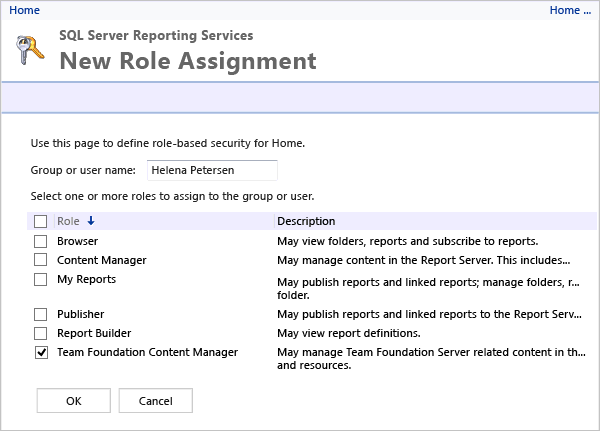 Home Home ...
SQL Server Reporting Services
New Role Assignment
Use this page to define role-based security for Home.
Group or user name: Helena Petersen
Select one or more roles to assign to the group or user.
Role Description
Browser May view folders, reports and subscribe to reports.
Content Manager May manage content in the Report Server. This includes...
My Reports May publish reports and linked reports; manage folders, r...
folder.
Publisher May publish reports and linked reports to the Report Serv...
Report Builder May view report definitions.
Team Foundation Content Manager May manage Team Foundation Server related content in th...
and resources.
OK Cancel